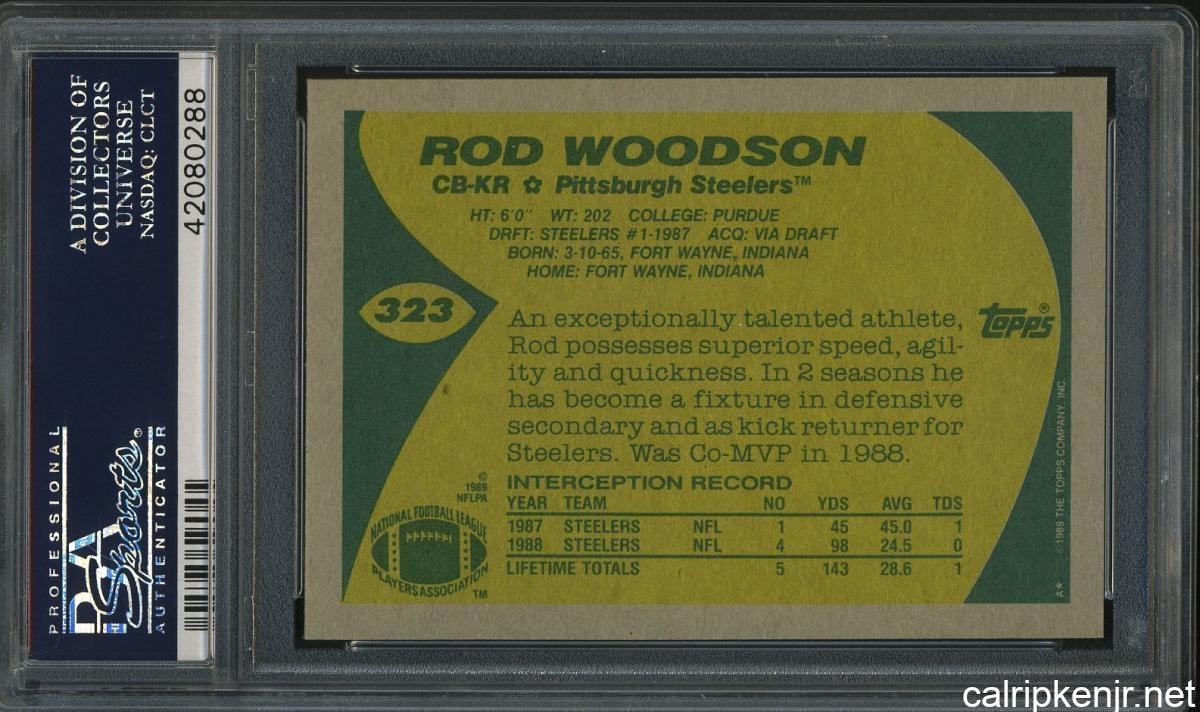 A DIVISION OF
COLLECTORS
UNIVERSE
NASDAQ: CLCT
42080288
PROFESSIONAL
PSA
Sports®
AUTHENTICATOR
ROD WOODSON
CB-KR ✩ Pittsburgh Steelers™
HT: 6'0" WT: 202 COLLEGE: PURDUE
DRFT: STEELERS #1-1987 ACQ: VIA DRAFT
BORN: 3-10-65, FORT WAYNE, INDIANA
HOME: FORT WAYNE, INDIANA
323
An exceptionally talented athlete,
Rod possesses superior speed, agil-
ity and quickness. In 2 seasons he
has become a fixture in defensive
secondary and as kick returner for
Steelers. Was Co-MVP in 1988.
topps®
©
1989
NFLPA
NATIONAL FOOTBALL LEAGUE
PLAYERS ASSOCIATION™
INTERCEPTION RECORD
YEAR TEAM NO YDS AVG TDS
1987 STEELERS NFL 1 45 45.0 1
1988 STEELERS NFL 4 98 24.5 0
LIFETIME TOTALS 5 143 28.6 1
©1989 THE TOPPS COMPANY, INC.
A★
calripkenjr.net